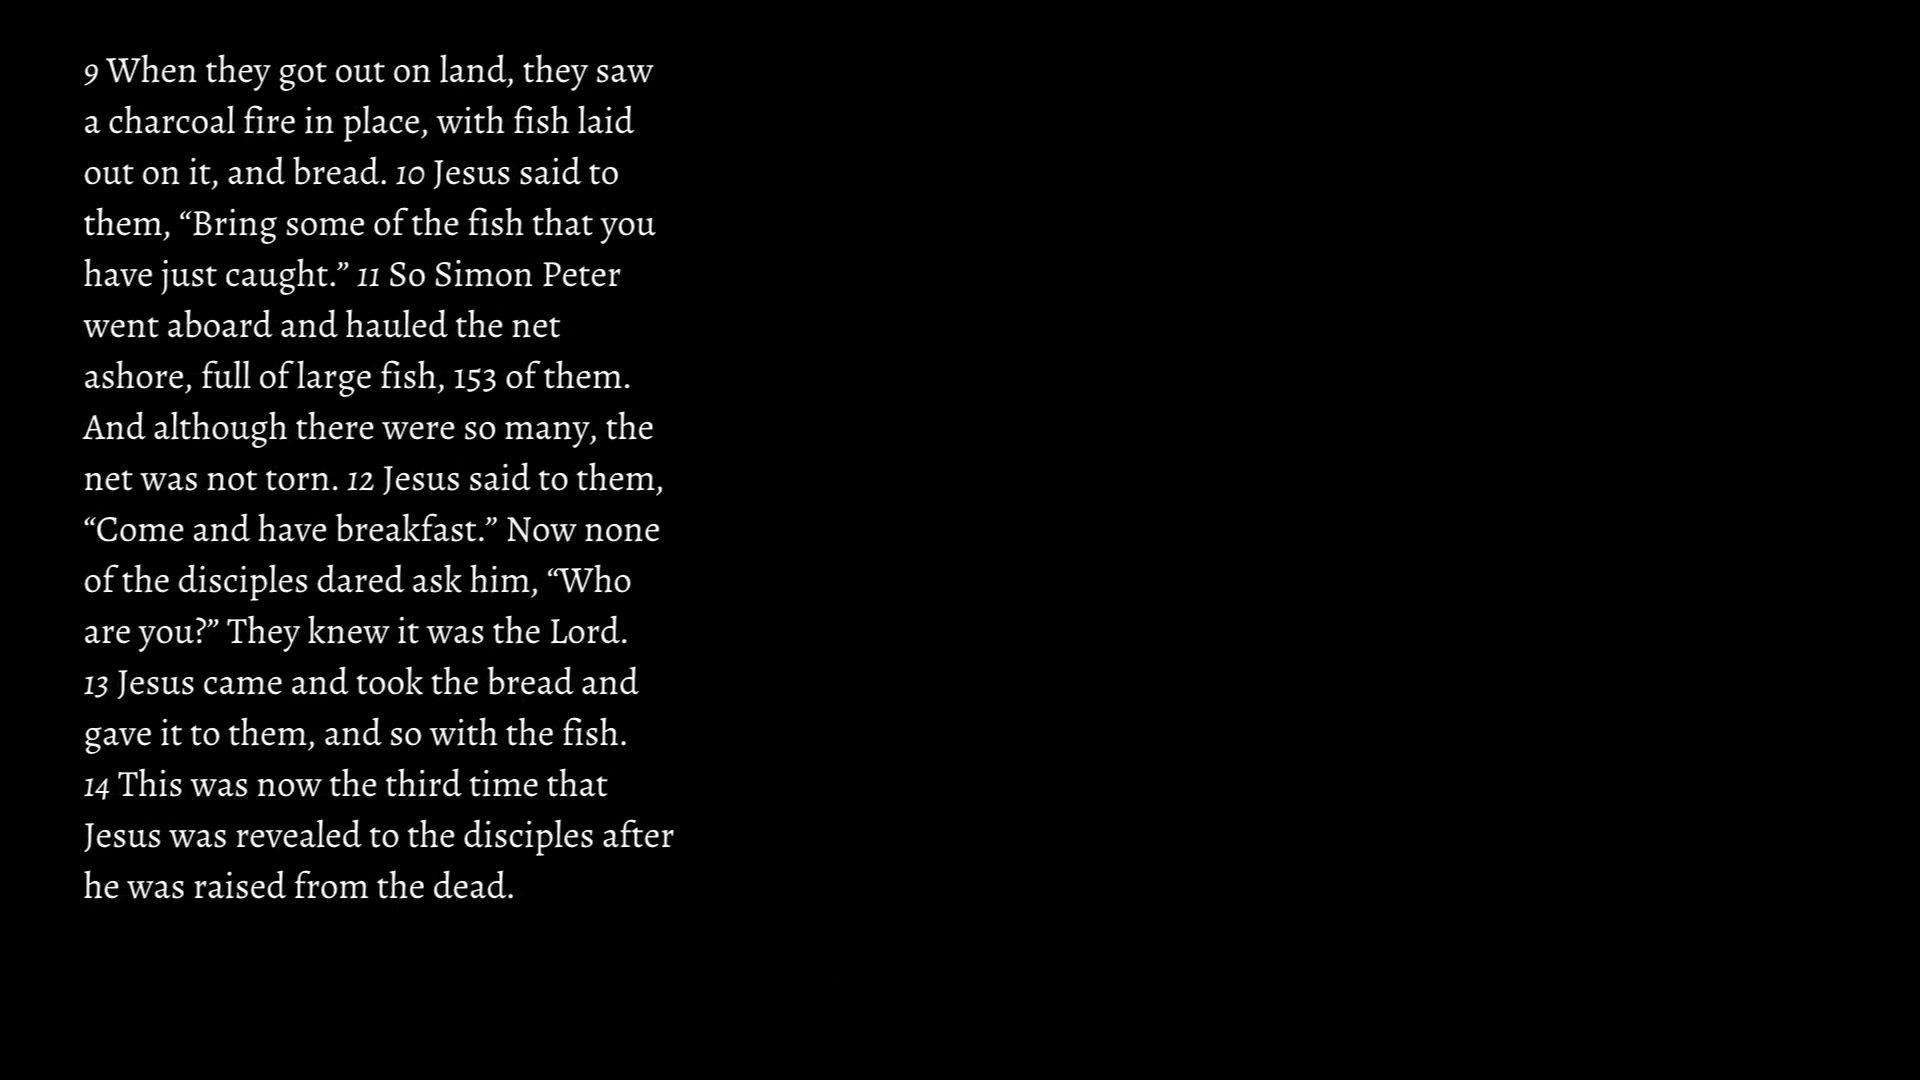 9 When they got out on land, they saw
a charcoal fire in place, with fish laid
out on it, and bread. 10 Jesus said to
them, “Bring some of the fish that you
have just caught.” 11 So Simon Peter
went aboard and hauled the net
ashore, full of large fish, 153 of them.
And although there were so many, the
net was not torn. 12 Jesus said to them,
“Come and have breakfast.” Now none
of the disciples dared ask him, “Who
are you?” They knew it was the Lord.
13 Jesus came and took the bread and
gave it to them, and so with the fish.
14 This was now the third time that
Jesus was revealed to the disciples after
he was raised from the dead.